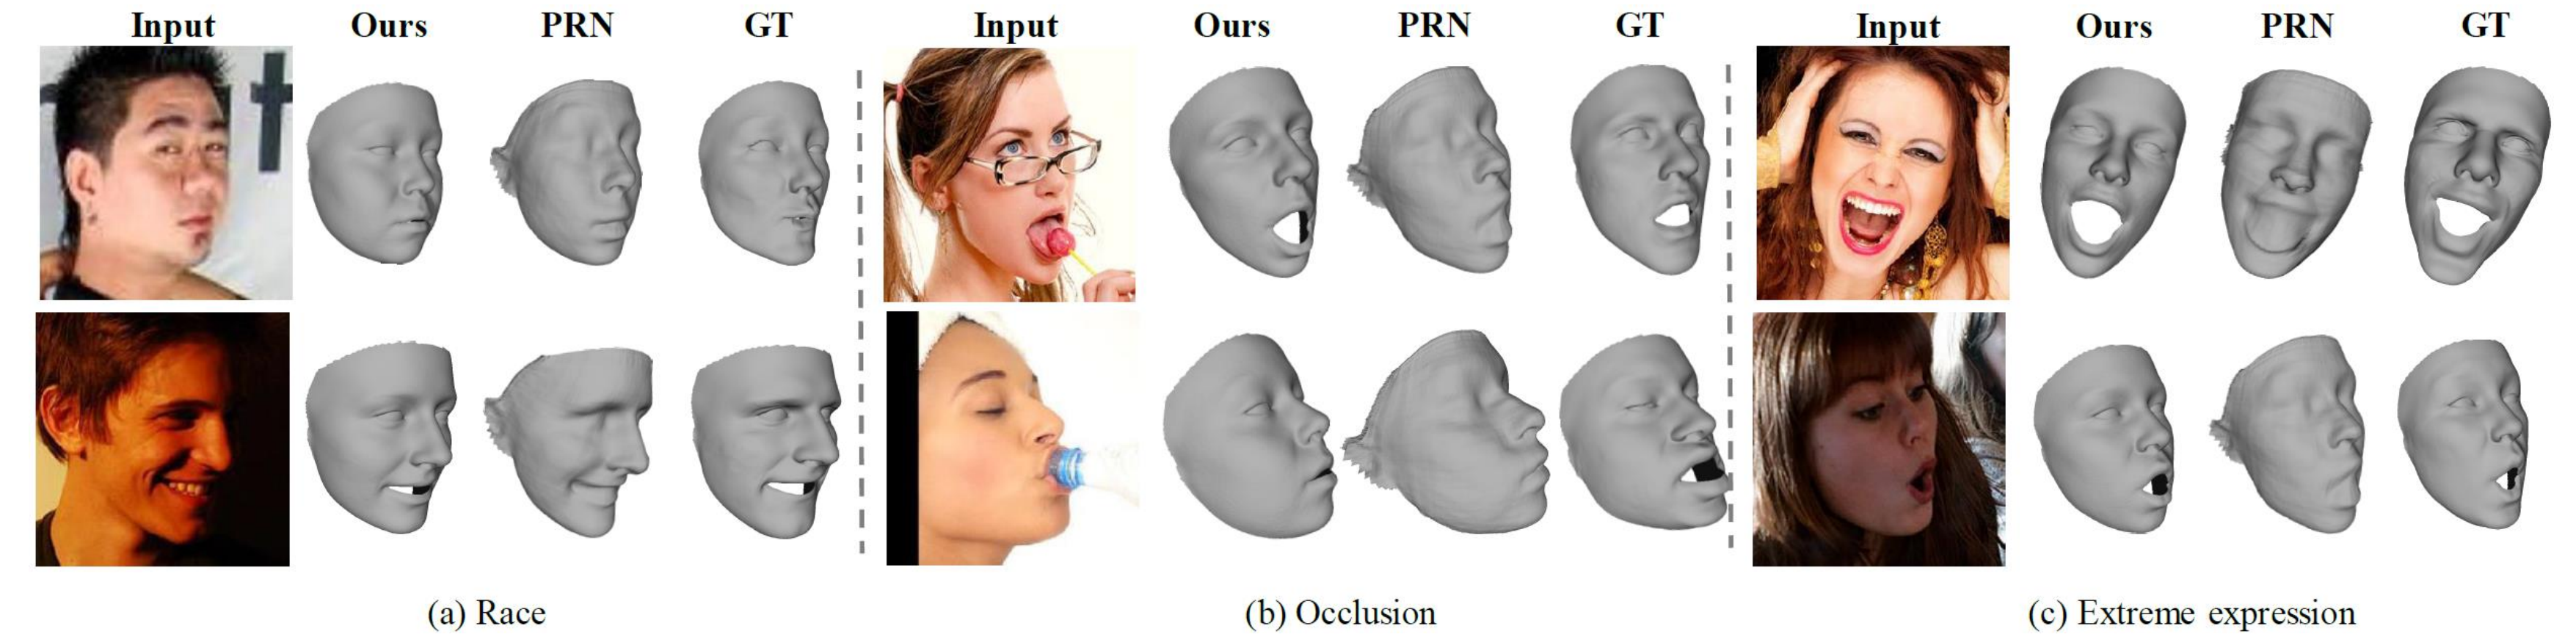 Input Ours PRN GT Input Ours PRN GT Input Ours PRN GT
t
(a) Race (b) Occlusion (c) Extreme expression